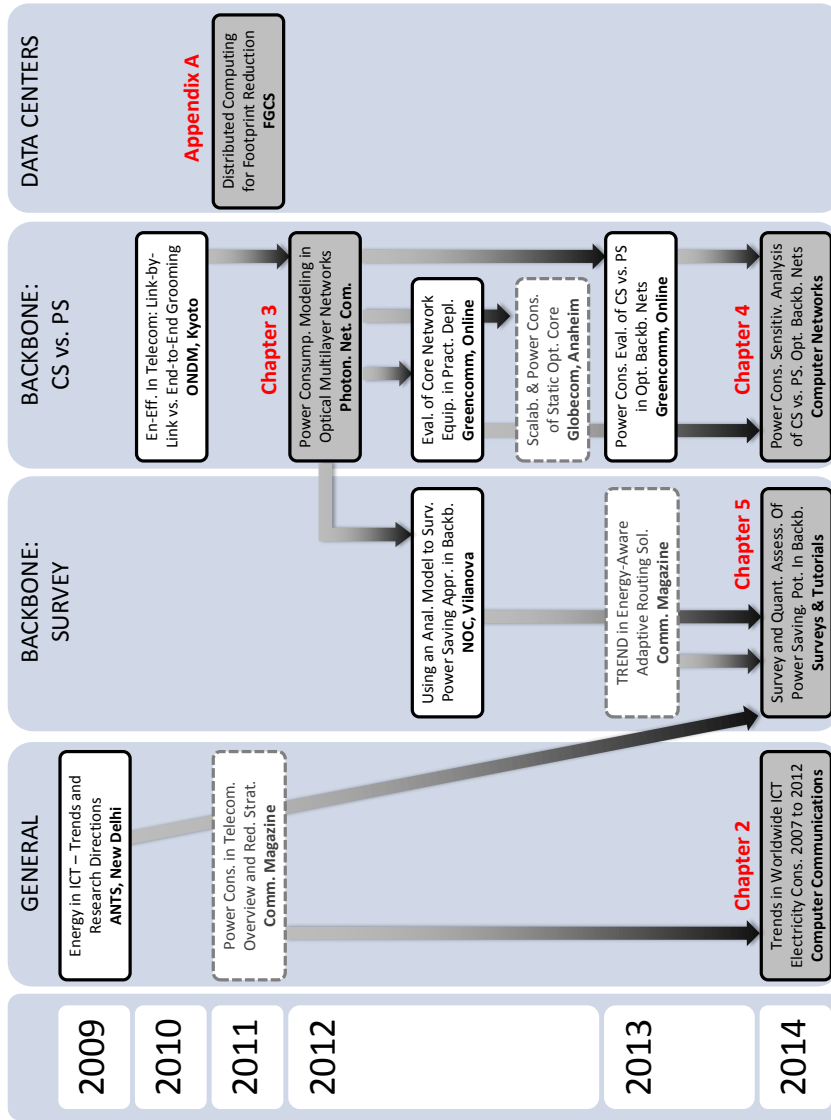 2009
2010
2011
2012
2013
2014
GENERAL
Energy in ICT – Trends and
Research Directions
ANTS, New Delhi
Power Cons. in Telecom.
Overview and Red. Strat.
Comm. Magazine
Chapter 2
Trends in Worldwide ICT
Electricity Cons. 2007 to 2012
Computer Communications
BACKBONE:
SURVEY
Using an Anal. Model to Surv.
Power Saving Appr. in Backb.
NOC, Vilanova
TREND in Energy-Aware
Adaptive Routing Sol.
Comm. Magazine
Chapter 5
Survey and Quant. Assess. Of
Power Saving. Pot. In Backb.
Surveys & Tutorials
BACKBONE:
CS vs. PS
En-Eff. In Telecom: Link-by-
Link vs. End-to-End Grooming
ONDM, Kyoto
Chapter 3
Power Consump. Modeling in
Optical Multilayer Networks
Photon. Net. Com.
Eval. of Core Network
Equip. in Pract. Depl.
Greencomm, Online
Scalab. & Power Cons.
of Static Opt. Core
Globecom, Anaheim
Power Cons. Eval. of CS vs. PS
in Opt. Backb. Nets
Greencomm, Online
Chapter 4
Power Cons. Sensitiv. Analysis
of CS vs. PS. Opt. Backb. Nets
Computer Networks
DATA CENTERS
Appendix A
Distributed Computing
for Footprint Reduction
FGCS